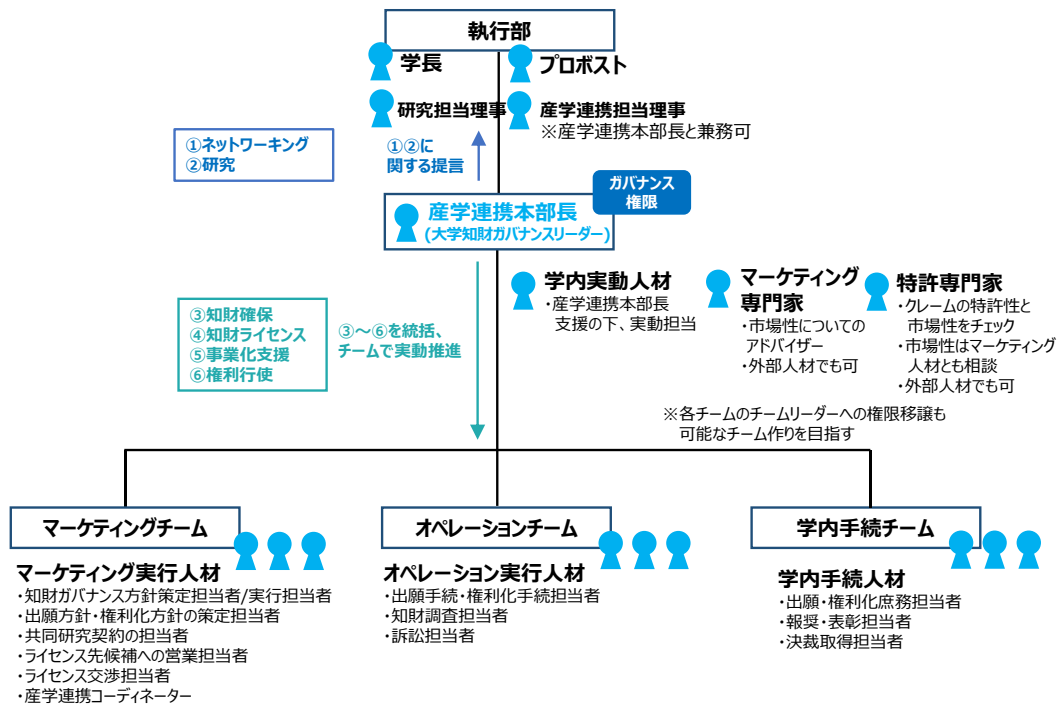 執行部
学長
プロボスト
研究担当理事
産学連携担当理事
※産学連携本部長と兼務可
①ネットワーキング
②研究
①②に
関する提言
ガバナンス
権限
産学連携本部長
(大学知財ガバナンスリーダー)
学内実動人材
・産学連携本部長
支援の下、実動担当
マーケティング
専門家
・市場性についての
アドバイザー
・外部人材でも可
特許専門家
・クレームの特許性と
市場性をチェック
・市場性はマーケティング
人材とも相談
・外部人材でも可
③知財確保
④知財ライセンス
⑤事業化支援
⑥権利行使
③～⑥を統括、
チームで実動推進
※各チームのチームリーダーへの権限移譲も
可能なチーム作りを目指す
マーケティングチーム
マーケティング実行人材
・知財ガバナンス方針策定担当者/実行担当者
・出願方針・権利化方針の策定担当者
・共同研究契約の担当者
・ライセンス先候補への営業担当者
・ライセンス交渉担当者
・産学連携コーディネーター
オペレーションチーム
オペレーション実行人材
・出願手続・権利化手続担当者
・知財調査担当者
・訴訟担当者
学内手続チーム
学内手続人材
・出願・権利化庶務担当者
・報奨・表彰担当者
・決裁取得担当者